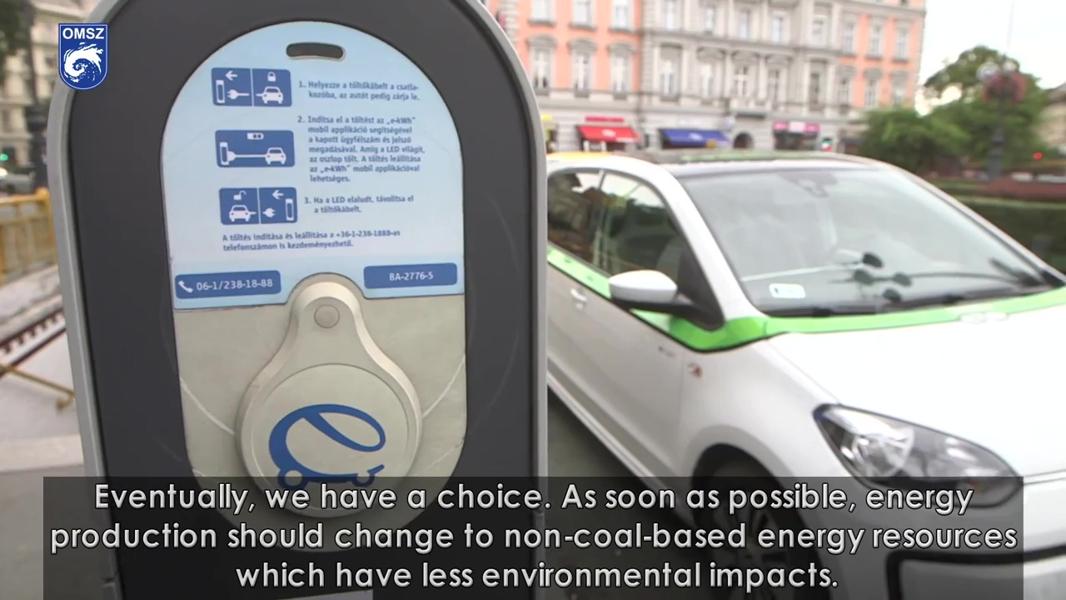 OMSZ
1. Helyezze a töltőkábelt a csatla-
kozóba, az autót pedig zárja le.
2. Indítsa el a töltést az „e-kWh”
mobil applikáció segítségével
a kapott ügyfélszám és jelszó
megadásával. Amíg a LED világít,
az oszlop tölt. A töltés leállítása
az „e-kWh” mobil applikációval
lehetséges.
3. Ha a LED elaludt, távolítsa el
a töltőkábelt.
A töltés indítása és leállítása a +36-1-238-1888-as
telefonszámon is kezdeményezhető.
06-1/238-18-88
BA-2776-5
Eventually, we have a choice. As soon as possible, energy
production should change to non-coal-based energy resources
which have less environmental impacts.